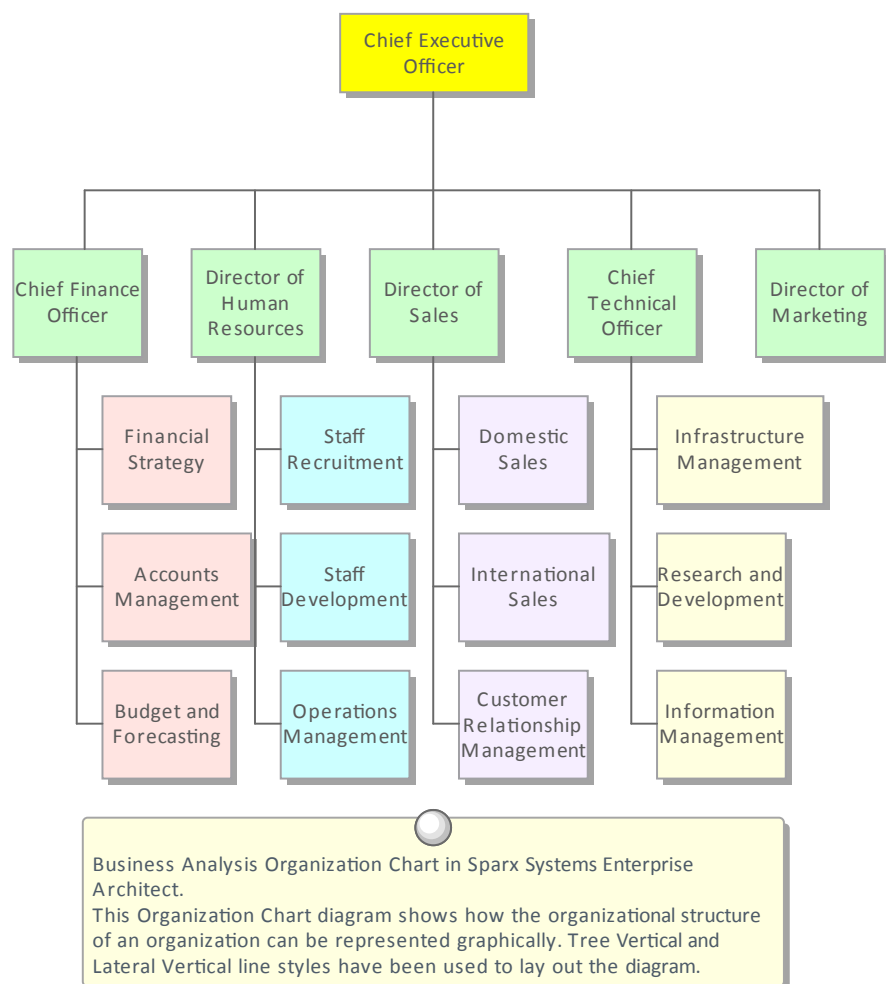 Chief Executive
Officer
Chief Finance
Officer
Director of
Human
Resources
Director of
Sales
Chief
Technical
Officer
Director of
Marketing
Financial
Strategy
Staff
Recruitment
Domestic
Sales
Infrastructure
Management
Accounts
Management
Staff
Development
International
Sales
Research and
Development
Budget and
Forecasting
Operations
Management
Customer
Relationship
Management
Information
Management
Business Analysis Organization Chart in Sparx Systems Enterprise
Architect.
This Organization Chart diagram shows how the organizational structure
of an organization can be represented graphically. Tree Vertical and
Lateral Vertical line styles have been used to lay out the diagram.